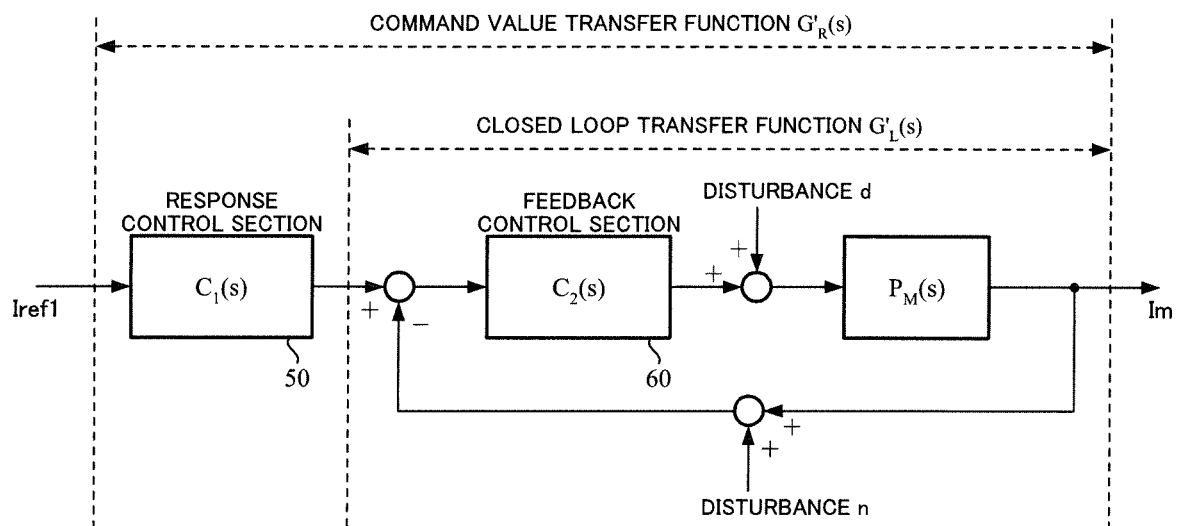 COMMAND VALUE TRANSFER FUNCTION G'R(s)
CLOSED LOOP TRANSFER FUNCTION G'L(s)
RESPONSE
CONTROL SECTION
FEEDBACK
CONTROL SECTION
DISTURBANCE d
C1(s)
C2(s)
PM(s)
+
+
+
−
Iref1
Im
50
60
+
+
DISTURBANCE n